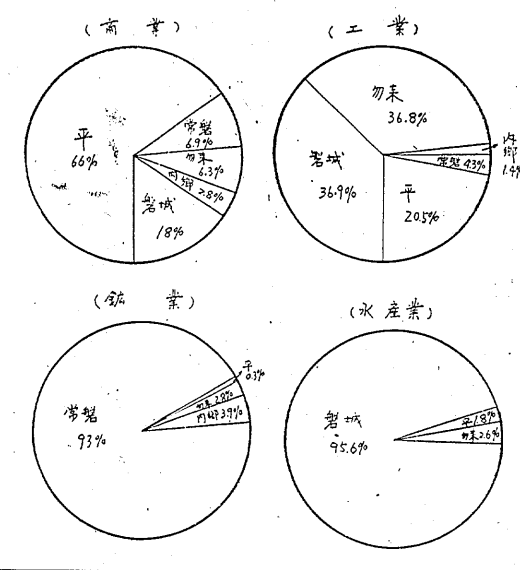 (商業)
平
66%
常磐
6.9%
勿来
6.3%
内郷 2.8%
磐城
18%
(工業)
勿来
36.8%
内郷
1.4%
常磐 4.3%
磐城
36.9%
平
20.5%
(鉱業)
平
0.3%
勿来 2.8%
内郷 3.9%
常磐
93%
(水産業)
磐城
95.6%
平 1.8%
勿来 2.6%